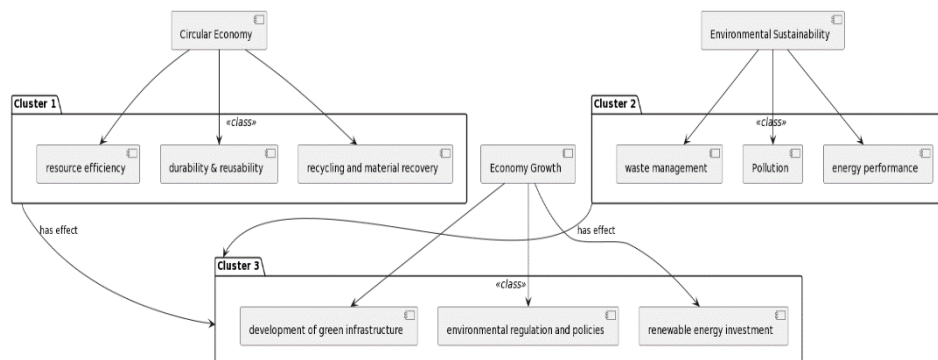 Circular Economy
Environmental Sustainability
Cluster 1
«class»
resource efficiency
durability & reusability
recycling and material recovery
Cluster 2
«class»
waste management
Pollution
energy performance
Economy Growth
has effect
has effect
Cluster 3
«class»
development of green infrastructure
environmental regulation and policies
renewable energy investment